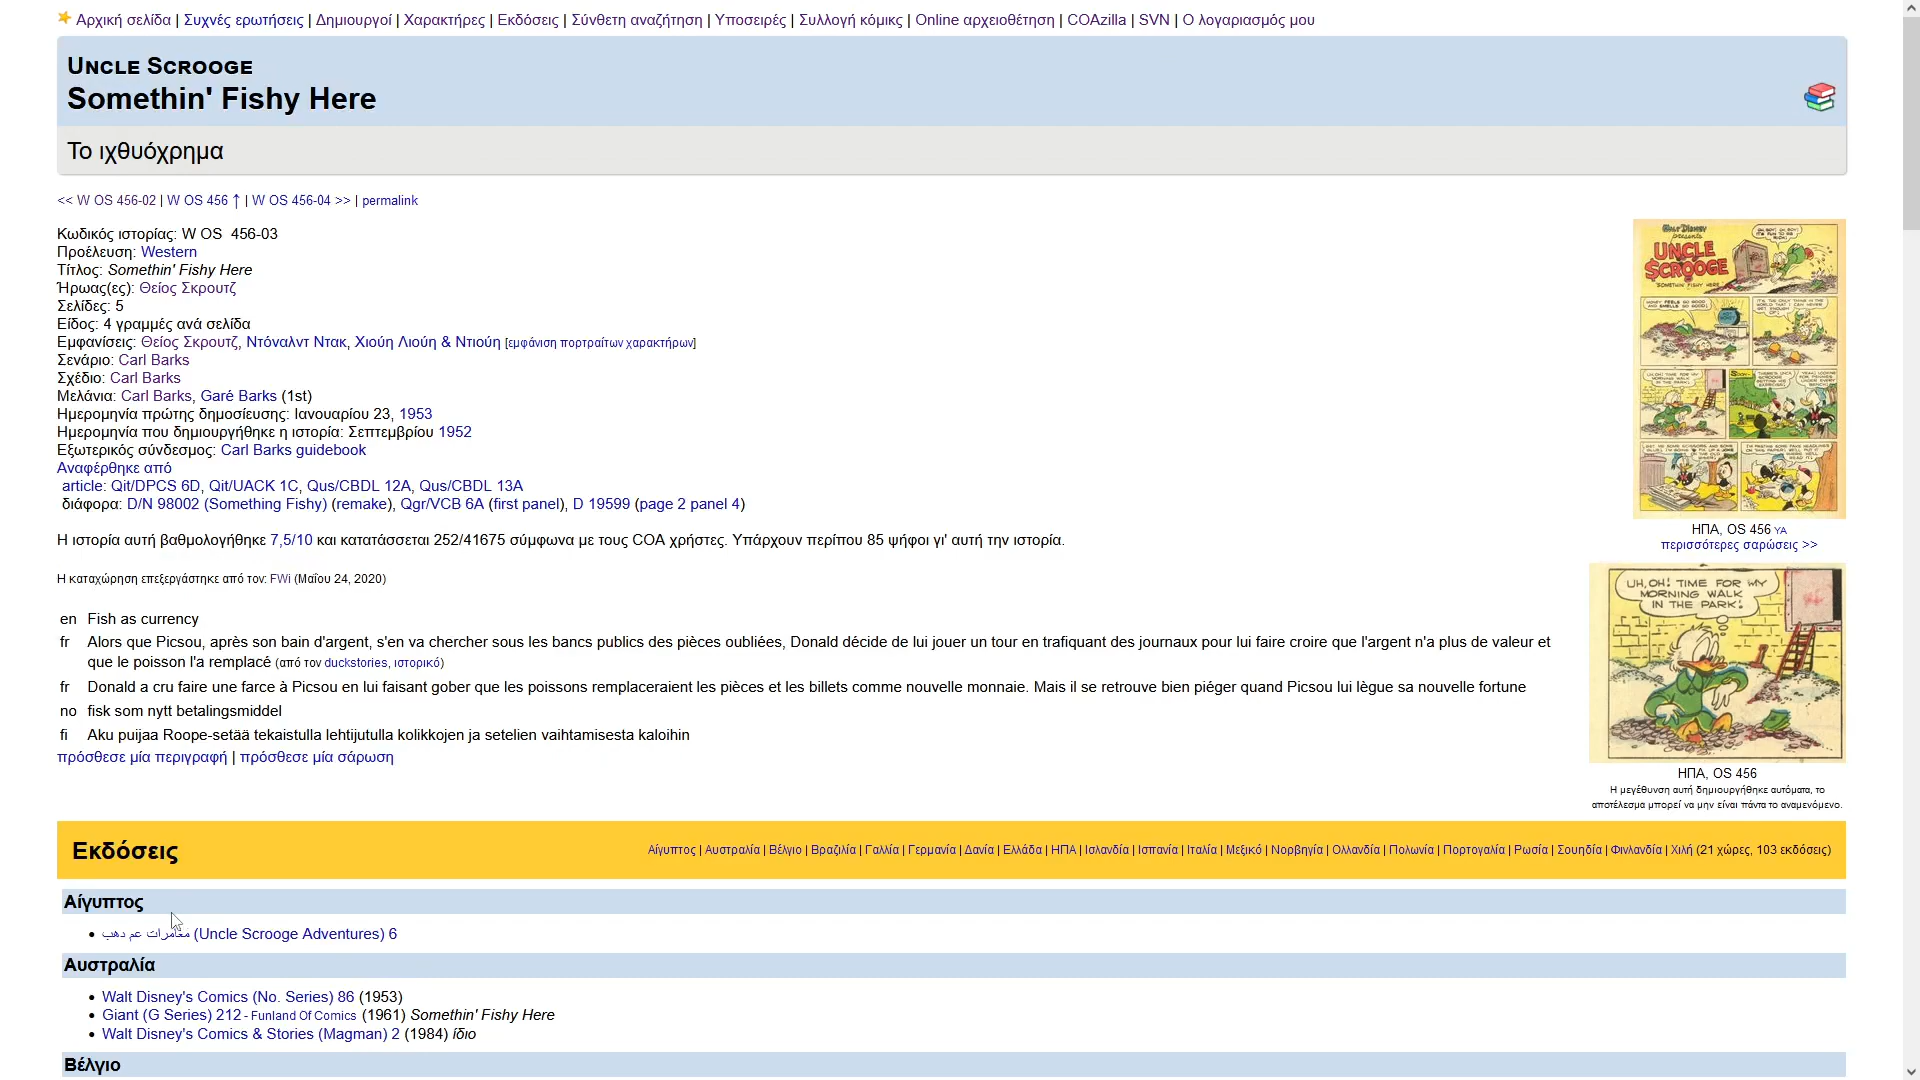 Αρχική σελίδα | Συχνές ερωτήσεις | Δημιουργοί | Χαρακτήρες | Εκδόσεις | Σύνθετη αναζήτηση | Υποσειρές | Συλλογή κόμικς | Online αρχειοθέτηση | COAzilla | SVN | Ο λογαριασμός μου
UNCLE SCROOGE
Somethin' Fishy Here
Το ιχθυόχρημα
<< W OS 456-02 | W OS 456 ↑ | W OS 456-04 >> | permalink
Κωδικός ιστορίας: W OS 456-03
Προέλευση: Western
Τίτλος: Somethin' Fishy Here
Ήρωας(ες): Θείος Σκρουτζ
Σελίδες: 5
Είδος: 4 γραμμές ανά σελίδα
Εμφανίσεις: Θείος Σκρουτζ, Ντόναλντ Ντακ, Χιούη Λιούη & Ντιούη [εμφάνιση πορτραίτων χαρακτήρων]
Σενάριο: Carl Barks
Σχέδιο: Carl Barks
Μελάνια: Carl Barks, Garé Barks (1st)
Ημερομηνία πρώτης δημοσίευσης: Ιανουαρίου 23, 1953
Ημερομηνία που δημιουργήθηκε η ιστορία: Σεπτεμβρίου 1952
Εξωτερικός σύνδεσμος: Carl Barks guidebook
Αναφέρθηκε από
article: Qit/DPCS 6D, Qit/UACK 1C, Qus/CBDL 12A, Qus/CBDL 13A
διάφορα: D/N 98002 (Something Fishy) (remake), Qgr/VCB 6A (first panel), D 19599 (page 2 panel 4)
Η ιστορία αυτή βαθμολογήθηκε 7,5/10 και κατατάσσεται 252/41675 σύμφωνα με τους COA χρήστες. Υπάρχουν περίπου 85 ψήφοι γι' αυτή την ιστορία.
Η καταχώρηση επεξεργάστηκε από τον: FWi (Μαΐου 24, 2020)
en Fish as currency
fr Alors que Picsou, après son bain d'argent, s'en va chercher sous les bancs publics des pièces oubliées, Donald décide de lui jouer un tour en trafiquant des journaux pour lui faire croire que l'argent n'a plus de valeur et
que le poisson l'a remplacé (από τον duckstories, ιστορικό)
fr Donald a cru faire une farce à Picsou en lui faisant gober que les poissons remplaceraient les pièces et les billets comme nouvelle monnaie. Mais il se retrouve bien piéger quand Picsou lui lègue sa nouvelle fortune
no fisk som nytt betalingsmiddel
fi Aku puijaa Roope-setää tekaistulla lehtijutulla kolikkojen ja setelien vaihtamisesta kaloihin
πρόσθεσε μία περιγραφή | πρόσθεσε μία σάρωση
WALT DISNEY presents
UNCLE SCROOGE
"SOMETHIN' FISHY HERE"
ΗΠΑ, OS 456 YA
περισσότερες σαρώσεις >>
UH, OH! TIME FOR MY
MORNING WALK
IN THE PARK!
ΗΠΑ, OS 456
Η μεγέθυνση αυτή δημιουργήθηκε αυτόματα, το
αποτέλεσμα μπορεί να μην είναι πάντα το αναμενόμενο.
Εκδόσεις
Αίγυπτος | Αυστραλία | Βέλγιο | Βραζιλία | Γαλλία | Γερμανία | Δανία | Ελλάδα | ΗΠΑ | Ισλανδία | Ισπανία | Ιταλία | Μεξικό | Νορβηγία | Ολλανδία | Πολωνία | Πορτογαλία | Ρωσία | Σουηδία | Φινλανδία | Χιλή (21 χώρες, 103 εκδόσεις)
Αίγυπτος
• مغامرات عم دهب (Uncle Scrooge Adventures) 6
Αυστραλία
• Walt Disney's Comics (No. Series) 86 (1953)
• Giant (G Series) 212 - Funland Of Comics (1961) Somethin' Fishy Here
• Walt Disney's Comics & Stories (Magman) 2 (1984) ίδιο
Βέλγιο